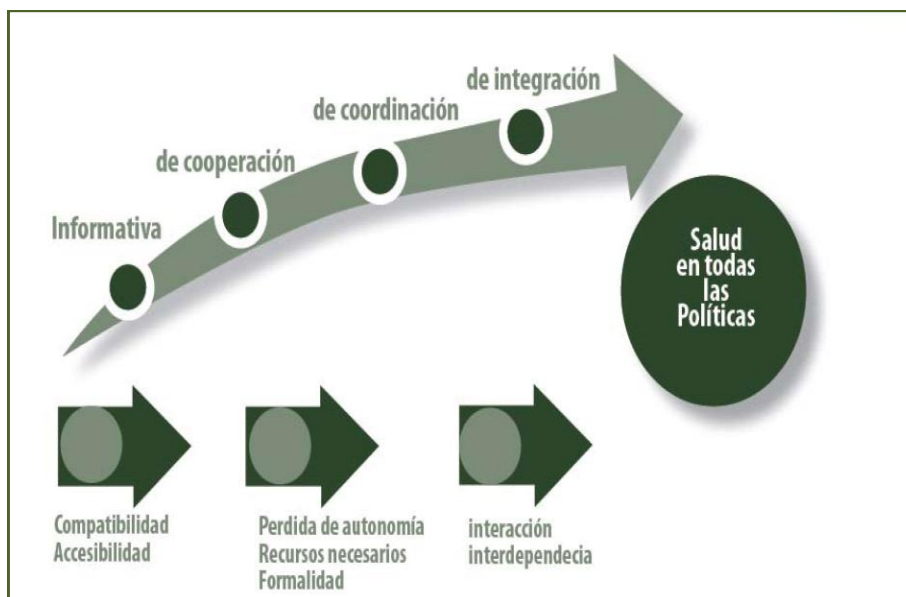 de integración
de coordinación
de cooperación
Informativa
Salud
en todas
las
Políticas
Compatibilidad
Accesibilidad
Perdida de autonomía
Recursos necesarios
Formalidad
interacción
interdependecia